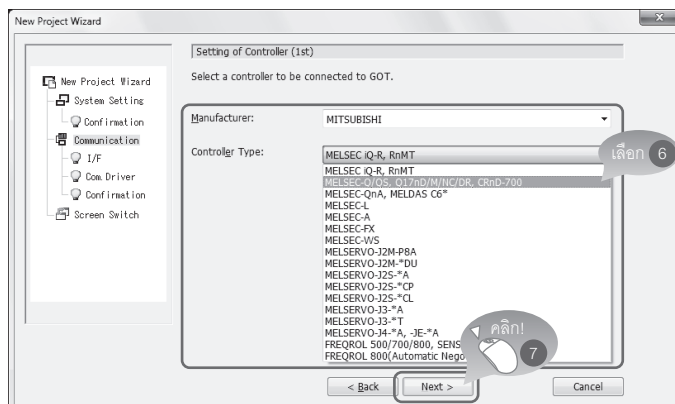 New Project Wizard
x
Setting of Controller (1st)
Select a controller to be connected to GOT.
New Project Wizard
System Setting
Confirmation
Communication
I/F
Com. Driver
Confirmation
Screen Switch
Manufacturer:
MITSUBISHI
Controller Type:
MELSEC iQ-R, RnMT
เลือก 6
MELSEC iQ-R, RnMT
MELSEC-Q/QS, Q17nD/M/NC/DR, CRnD-700
MELSEC-QnA, MELDAS C6*
MELSEC-L
MELSEC-A
MELSEC-FX
MELSEC-WS
MELSERVO-J2M-P8A
MELSERVO-J2M-*DU
MELSERVO-J2S-*A
MELSERVO-J2S-*CP
MELSERVO-J2S-*CL
MELSERVO-J3-*A
MELSERVO-J3-*T
MELSERVO-J4-*A, -JE-*A
FREQROL 500/700/800, SENS
FREQROL 800(Automatic Nego
คลิก!
7
< Back
Next >
Cancel